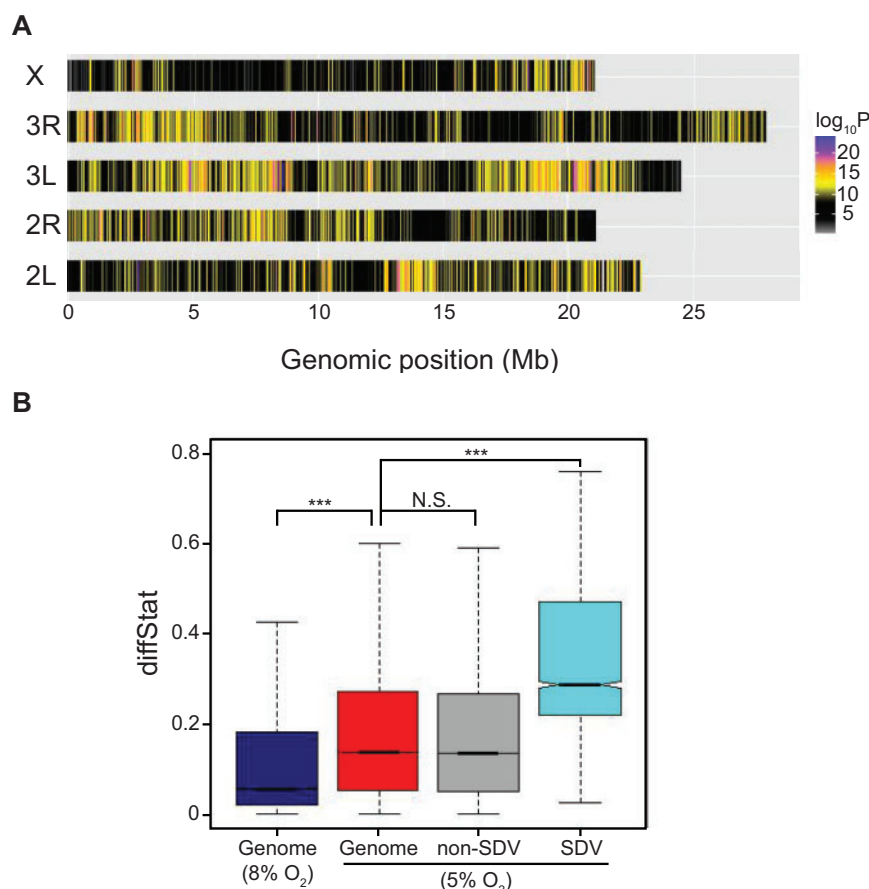 A
X
3R
3L
2R
2L
log₁₀P
20
15
10
5
0 5 10 15 20 25
Genomic position (Mb)
B
0.8
0.6
0.4
0.2
0
diffStat
***
N.S.
***
Genome Genome non-SDV SDV
(8% O₂) (5% O₂)